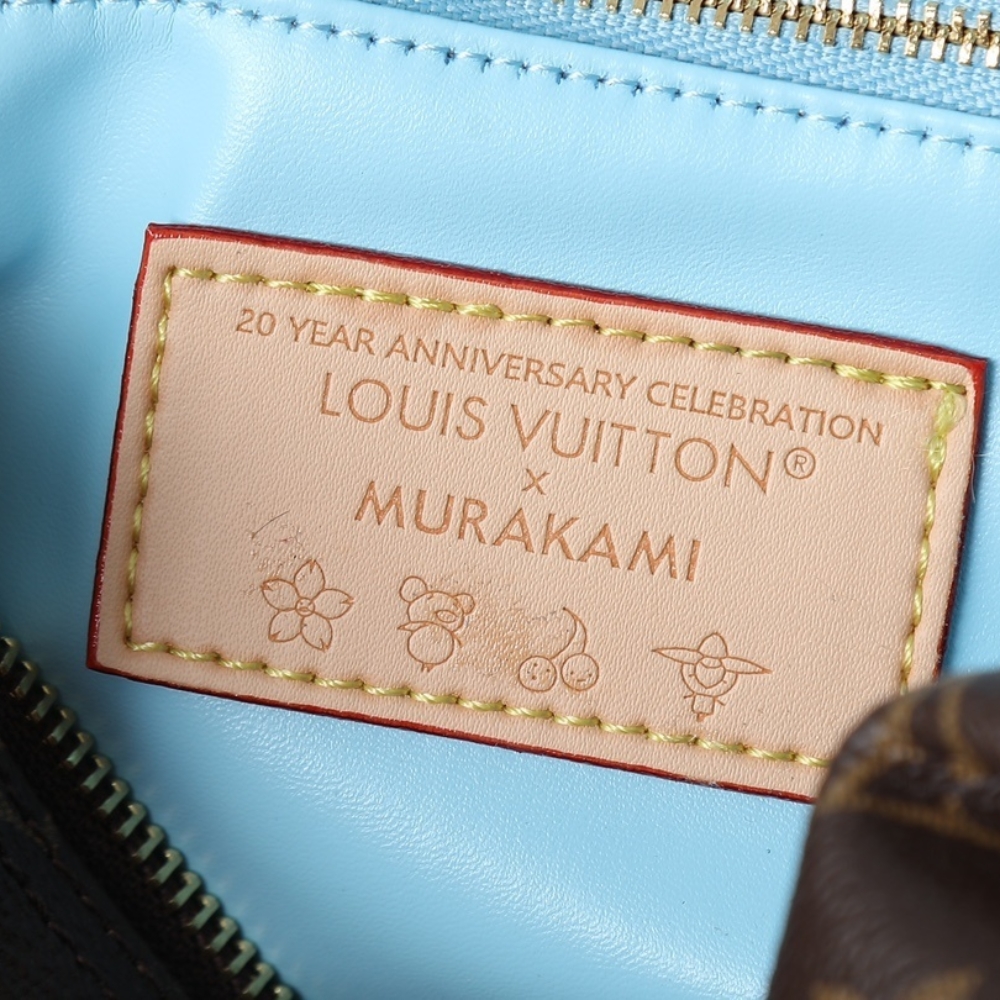 20 YEAR ANNIVERSARY CELEBRATION
LOUIS VUITTON®
X
MURAKAMI